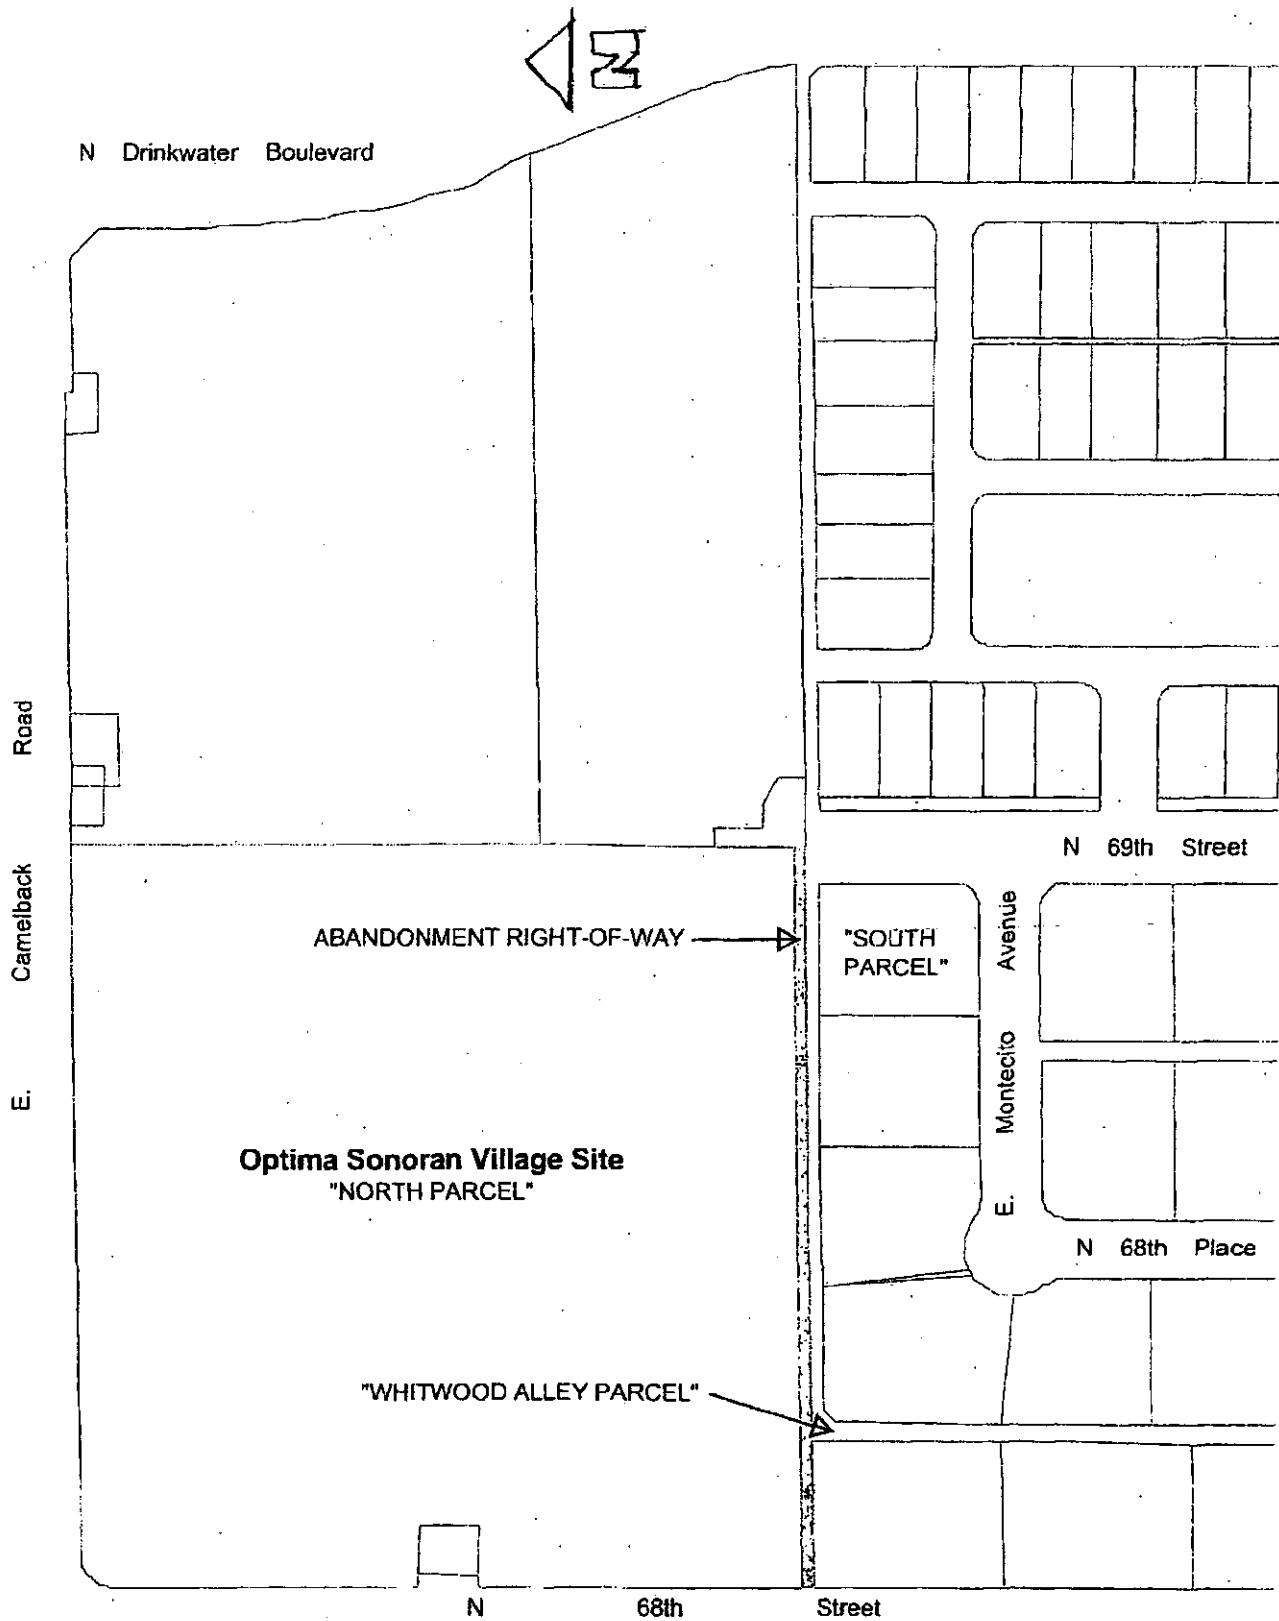 N
N Drinkwater Boulevard
E. Camelback Road
N 69th Street
ABANDONMENT RIGHT-OF-WAY
"SOUTH
PARCEL"
E. Montecito Avenue
Optima Sonoran Village Site
"NORTH PARCEL"
N 68th Place
"WHITWOOD ALLEY PARCEL"
N 68th Street